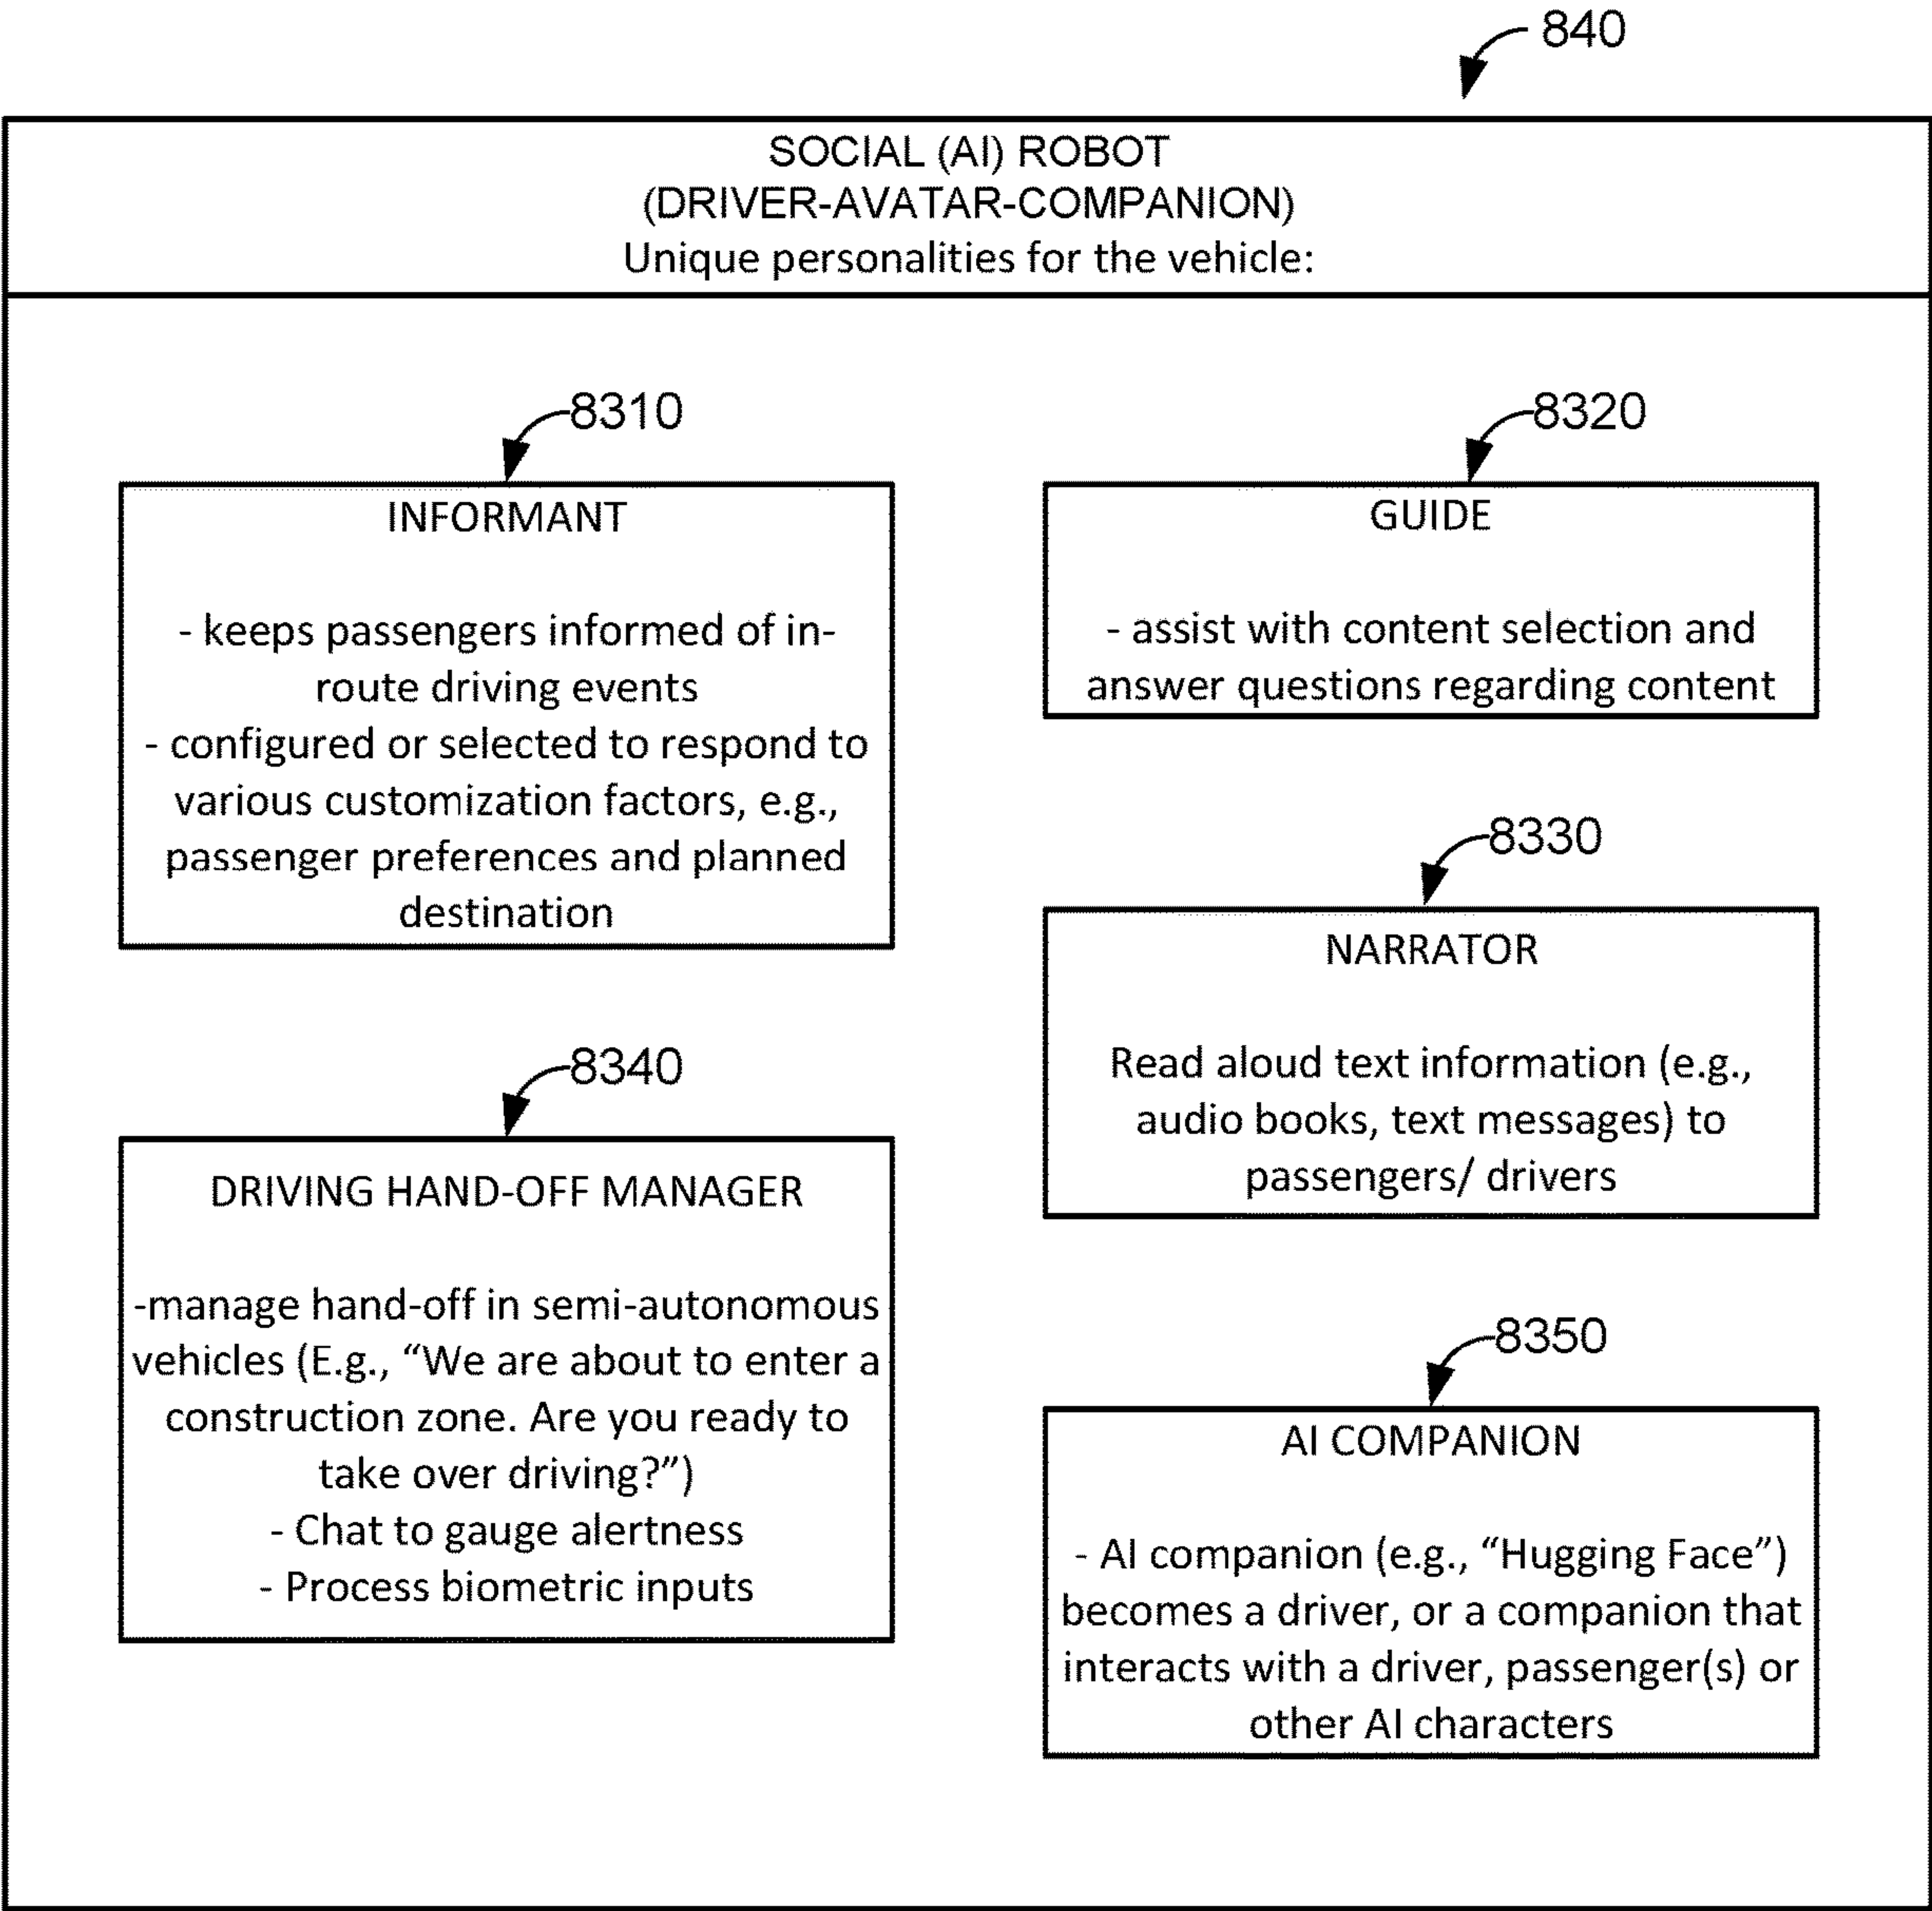 840
SOCIAL (AI) ROBOT
(DRIVER-AVATAR-COMPANION)
Unique personalities for the vehicle:
8310
INFORMANT
- keeps passengers informed of in-
route driving events
- configured or selected to respond to
various customization factors, e.g.,
passenger preferences and planned
destination
8320
GUIDE
- assist with content selection and
answer questions regarding content
8330
NARRATOR
Read aloud text information (e.g.,
audio books, text messages) to
passengers/ drivers
8340
DRIVING HAND-OFF MANAGER
-manage hand-off in semi-autonomous
vehicles (E.g., “We are about to enter a
construction zone. Are you ready to
take over driving?”)
- Chat to gauge alertness
- Process biometric inputs
8350
AI COMPANION
- AI companion (e.g., “Hugging Face”)
becomes a driver, or a companion that
interacts with a driver, passenger(s) or
other AI characters